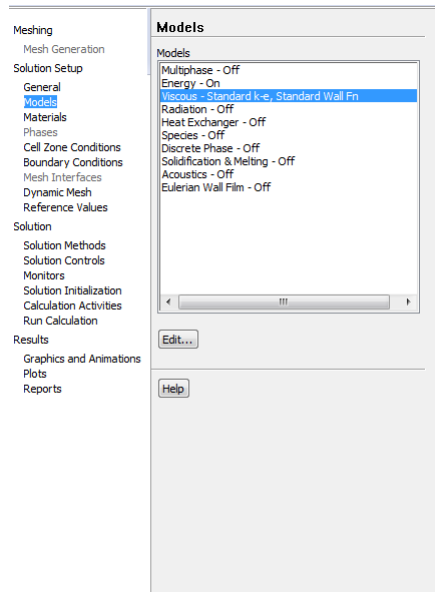 Meshing
Mesh Generation
Solution Setup
General
Models
Materials
Phases
Cell Zone Conditions
Boundary Conditions
Mesh Interfaces
Dynamic Mesh
Reference Values
Solution
Solution Methods
Solution Controls
Monitors
Solution Initialization
Calculation Activities
Run Calculation
Results
Graphics and Animations
Plots
Reports
Models
Models
Multiphase - Off
Energy - On
Viscous - Standard k-e, Standard Wall Fn
Radiation - Off
Heat Exchanger - Off
Species - Off
Discrete Phase - Off
Solidification & Melting - Off
Acoustics - Off
Eulerian Wall Film - Off
Edit...
Help